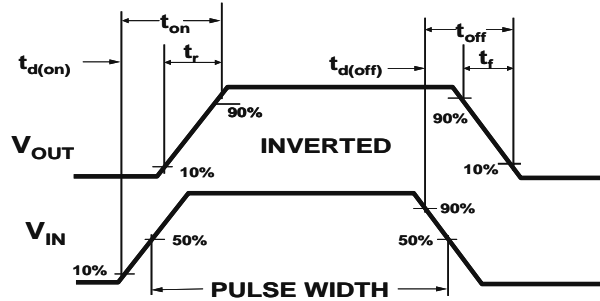 t_on
t_off
t_d(on)
t_r
t_d(off)
t_f
90%
90%
V_OUT
INVERTED
10%
10%
90%
V_IN
50%
50%
10%
PULSE WIDTH